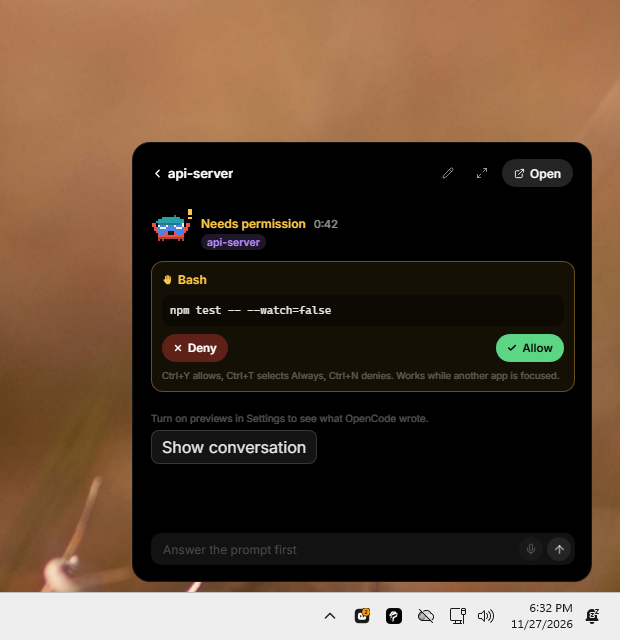 api-server
Open
Needs permission 0:42
api-server
Bash
npm test -- --watch=false
Deny
Allow
Ctrl+Y allows, Ctrl+T selects Always, Ctrl+N denies. Works while another app is focused.
Turn on previews in Settings to see what OpenCode wrote.
Show conversation
Answer the prompt first
6:32 PM
11/27/2026